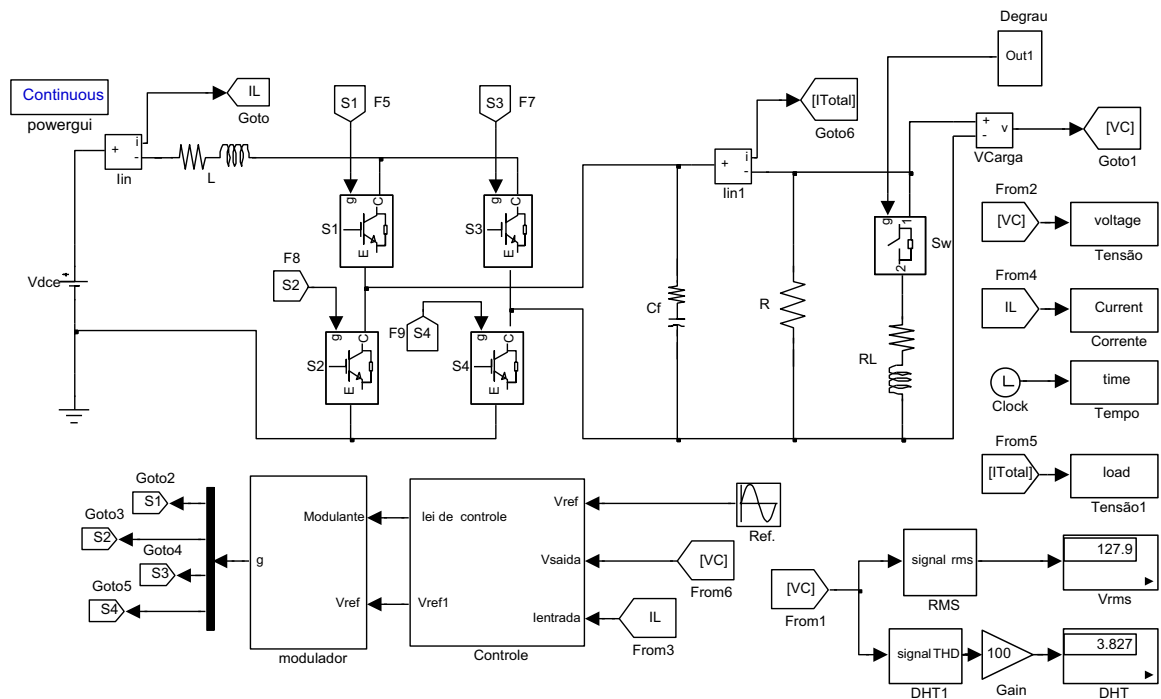 Degrau
Out1
Continuous
powergui
IL
Goto
S1
F5
S3
F7
[ITotal]
Goto6
+
i
-
Iin
L
+
i
-
Iin1
+
-
v
VCarga
[VC]
Goto1
From2
[VC]
voltage
Tensão
g
C
E
S1
g
C
E
S3
g
1
2
Sw
Vdce
+
F8
S2
F9
S4
Cf
R
From4
IL
Current
Corrente
g
C
E
S2
g
C
E
S4
RL
Clock
time
Tempo
From5
[ITotal]
load
Tensão1
Goto2
S1
Goto3
S2
Goto4
S3
Goto5
S4
g
Modulante
Vref
modulador
lei de controle
Vref1
Vref
Vsaida
Ientrada
Controle
Ref.
[VC]
From6
IL
From3
[VC]
From1
signal rms
RMS
127.9
Vrms
signal THD
DHT1
100
Gain
3.827
DHT